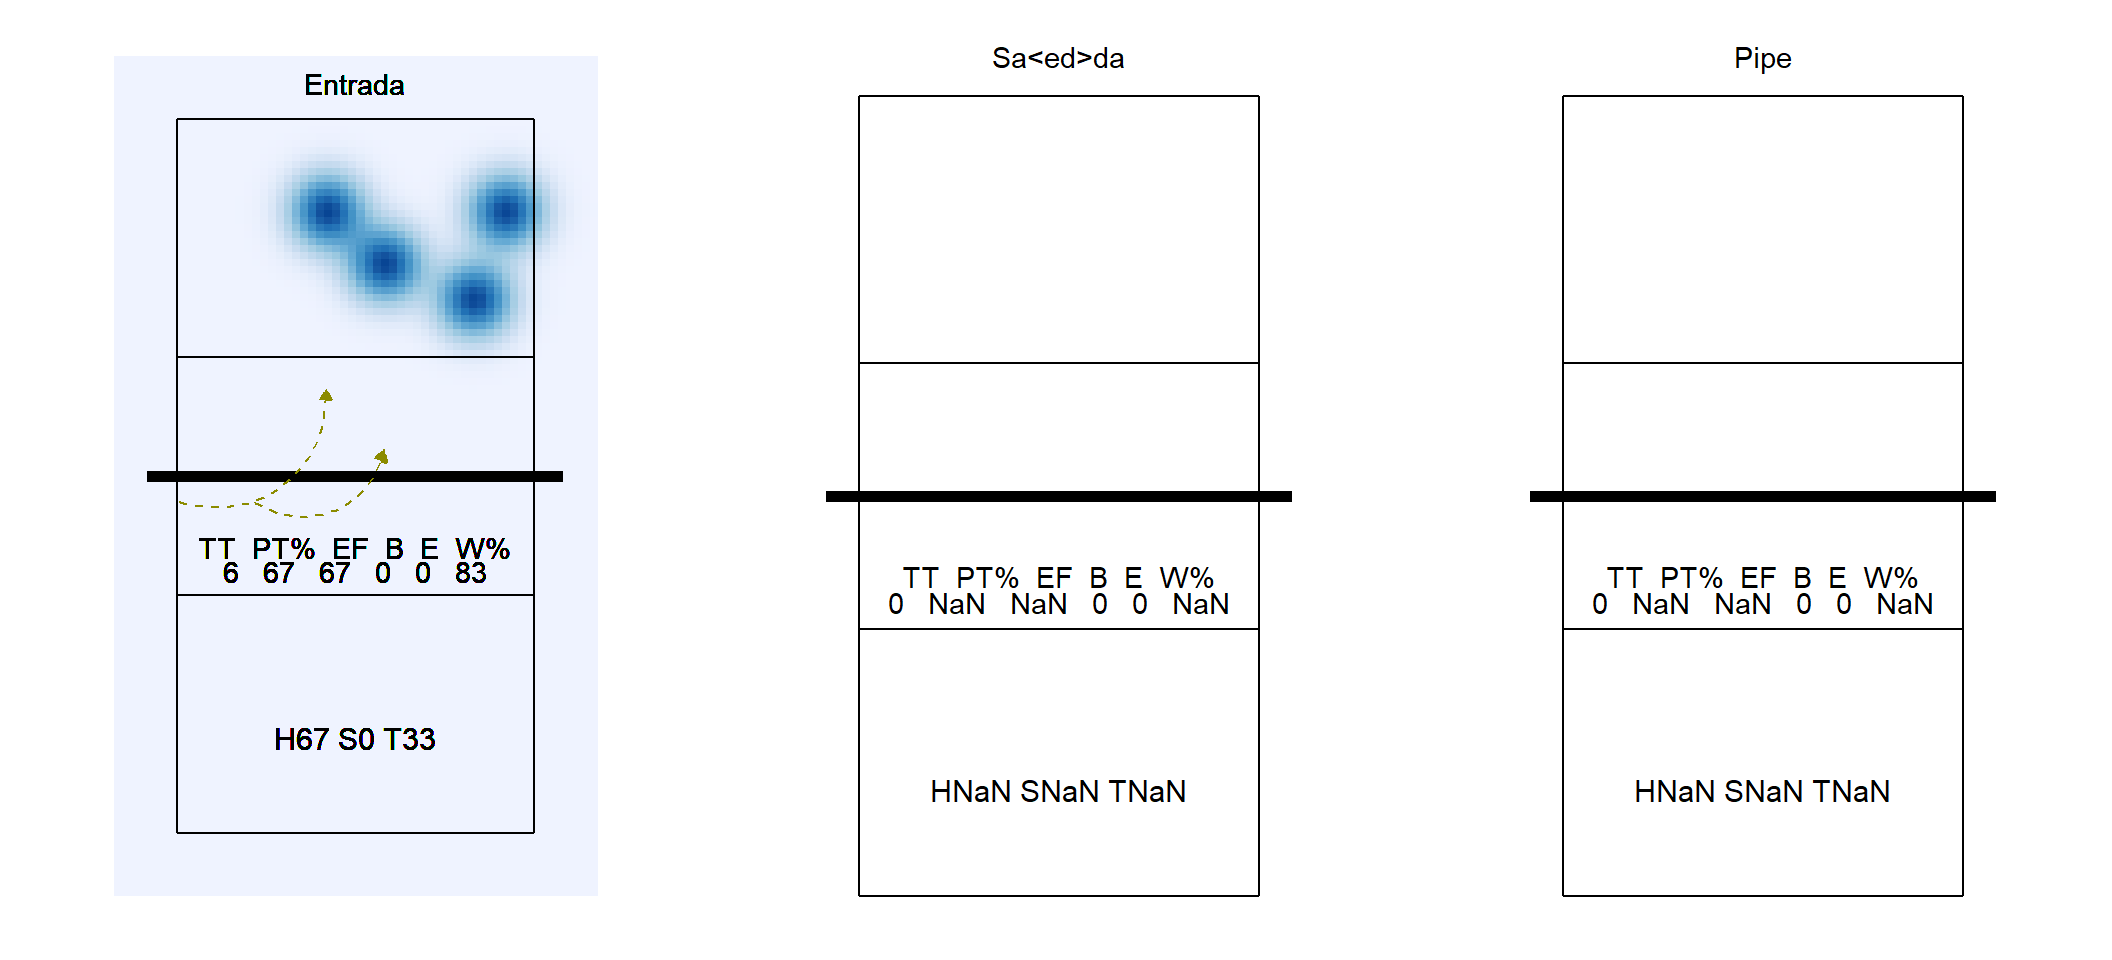 Entrada
TT PT% EF B E W%
6 67 67 0 0 83
H67 S0 T33
Sa<ed>da
TT PT% EF B E W%
0 NaN NaN 0 0 NaN
HNaN SNaN TNaN
Pipe
TT PT% EF B E W%
0 NaN NaN 0 0 NaN
HNaN SNaN TNaN